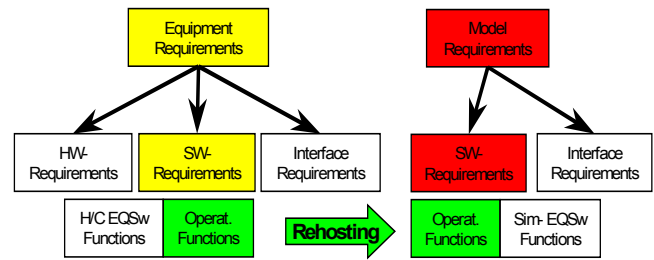 Equipment
Requirements
Model
Requirements
HW-
Requirements
SW-
Requirements
Interface
Requirements
SW-
Requirements
Interface
Requirements
H/C EQSw
Functions
Operat.
Functions
Rehosting
Operat.
Functions
Sim- EQSw
Functions